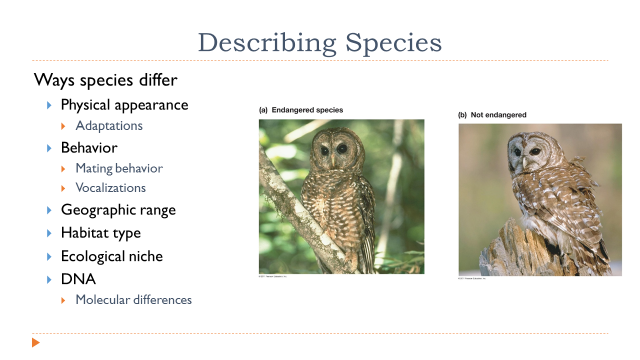 Describing Species
Ways species differ
Physical appearance
Adaptations
Behavior
Mating behavior
Vocalizations
Geographic range
Habitat type
Ecological niche
DNA
Molecular differences
(a) Endangered species
(b) Not endangered